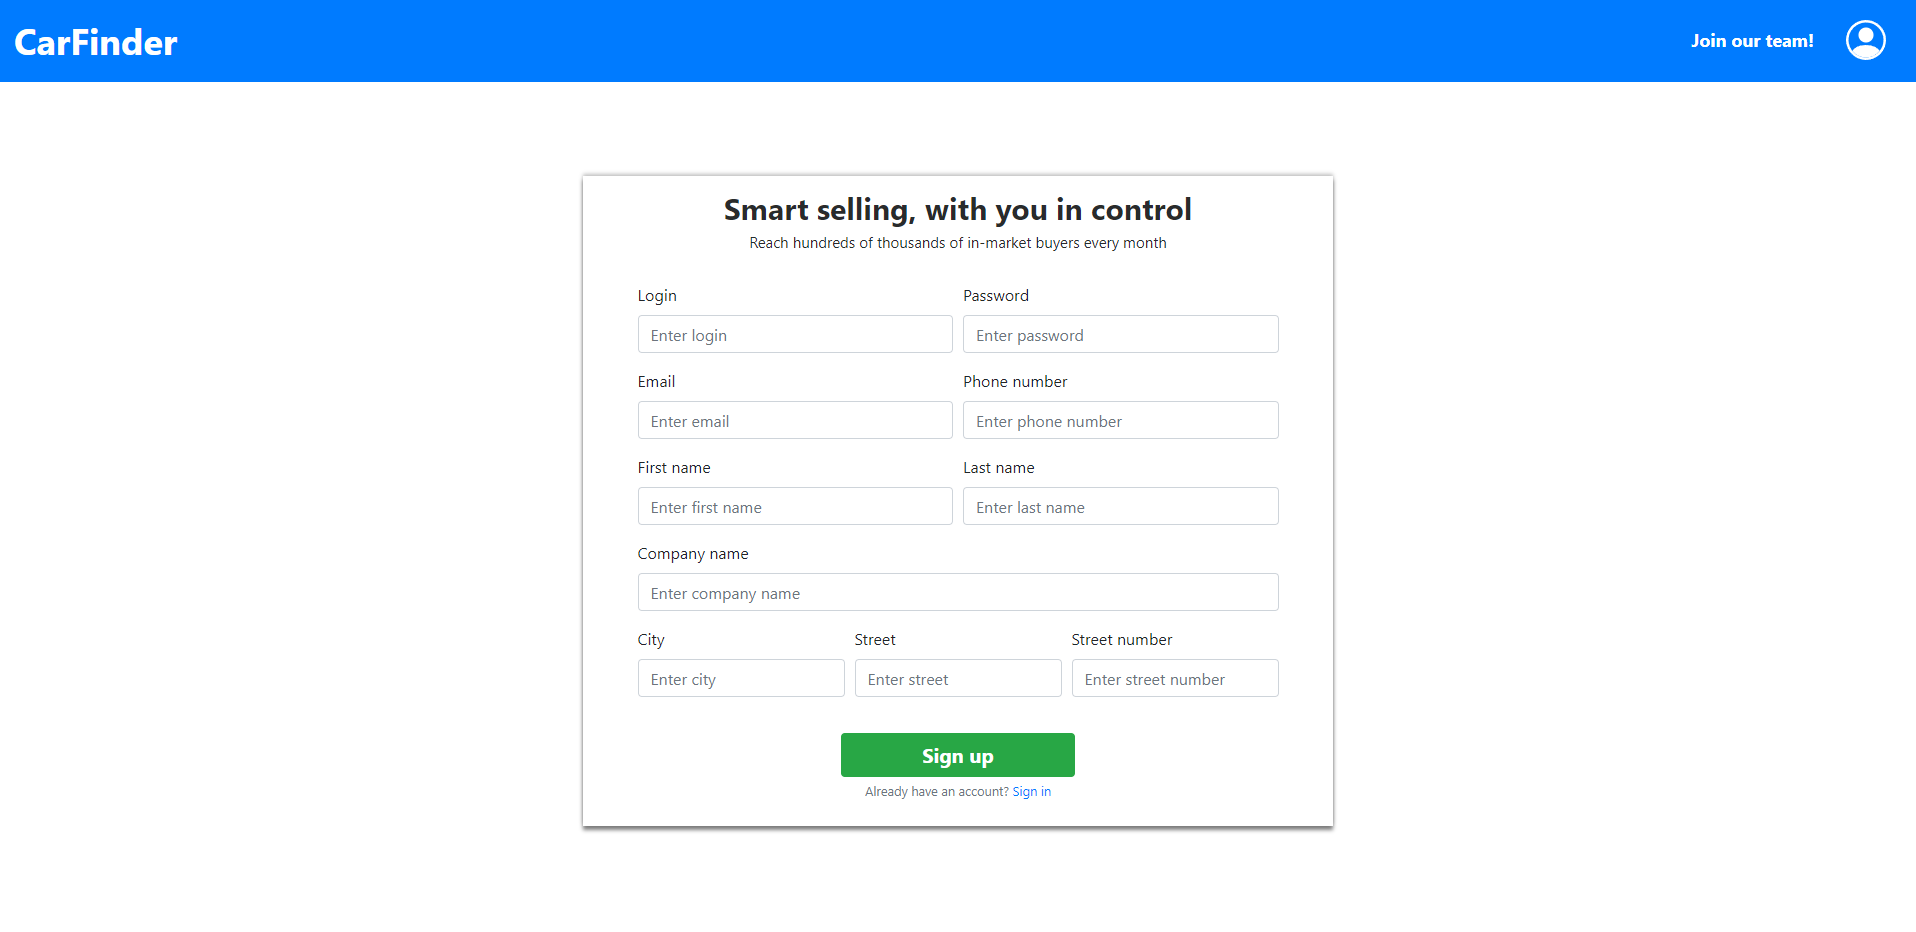 CarFinder
Join our team!
Smart selling, with you in control
Reach hundreds of thousands of in-market buyers every month
Login Password
Enter login Enter password
Email Phone number
Enter email Enter phone number
First name Last name
Enter first name Enter last name
Company name
Enter company name
City Street Street number
Enter city Enter street Enter street number
Sign up
Already have an account? Sign in